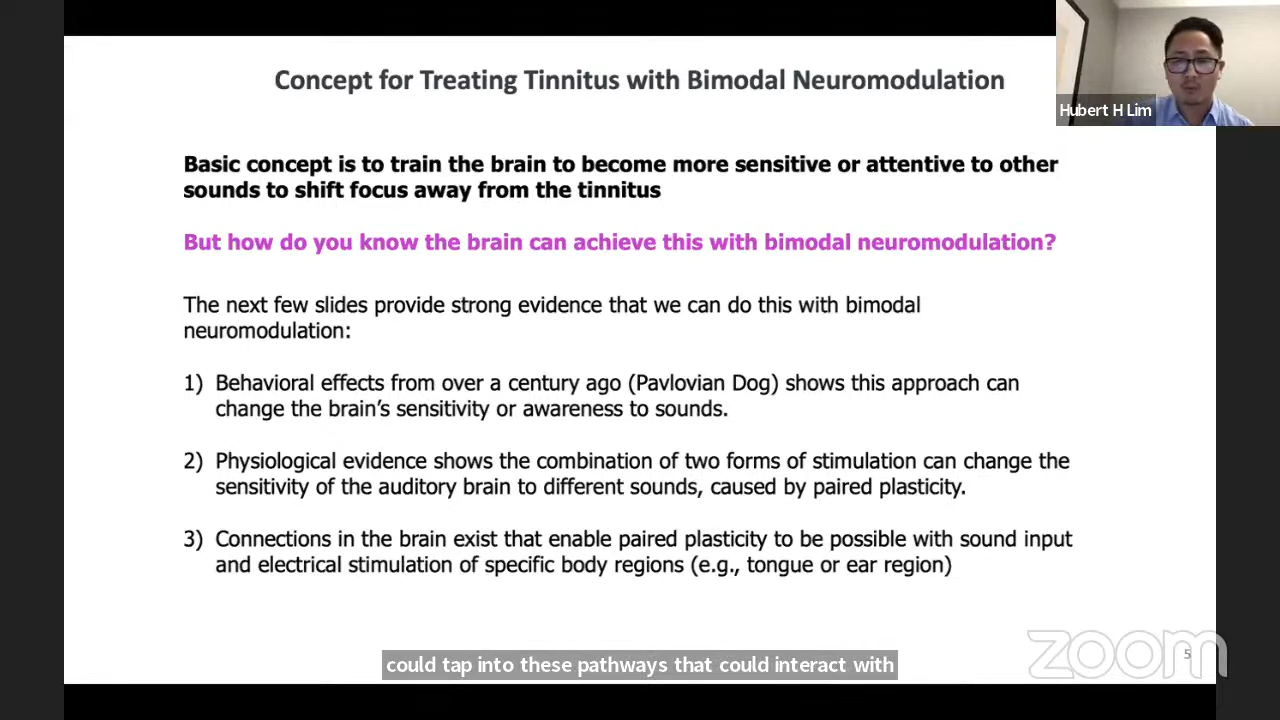 Concept for Treating Tinnitus with Bimodal Neuromodulation
Hubert H Lim
Basic concept is to train the brain to become more sensitive or attentive to other
sounds to shift focus away from the tinnitus
But how do you know the brain can achieve this with bimodal neuromodulation?
The next few slides provide strong evidence that we can do this with bimodal
neuromodulation:
1) Behavioral effects from over a century ago (Pavlovian Dog) shows this approach can
change the brain’s sensitivity or awareness to sounds.
2) Physiological evidence shows the combination of two forms of stimulation can change the
sensitivity of the auditory brain to different sounds, caused by paired plasticity.
3) Connections in the brain exist that enable paired plasticity to be possible with sound input
and electrical stimulation of specific body regions (e.g., tongue or ear region)
could tap into these pathways that could interact with
zoom
5